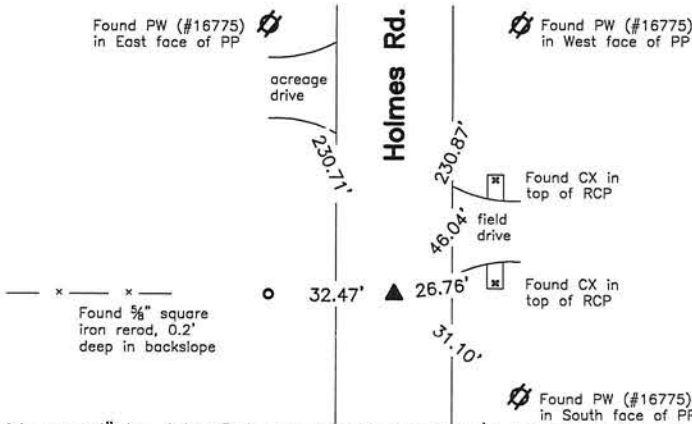 Found PW (#16775)
in East face of PP
Holmes Rd.
Found PW (#16775)
in West face of PP
acreage
drive
230.71'
230.87'
Found CX in
top of RCP
46.04'
field
drive
32.47'
26.76'
Found CX in
top of RCP
Found ⅝" square
iron rerod, 0.2'
deep in backslope
31.10'
Found PW (#16775)
in South face of PP